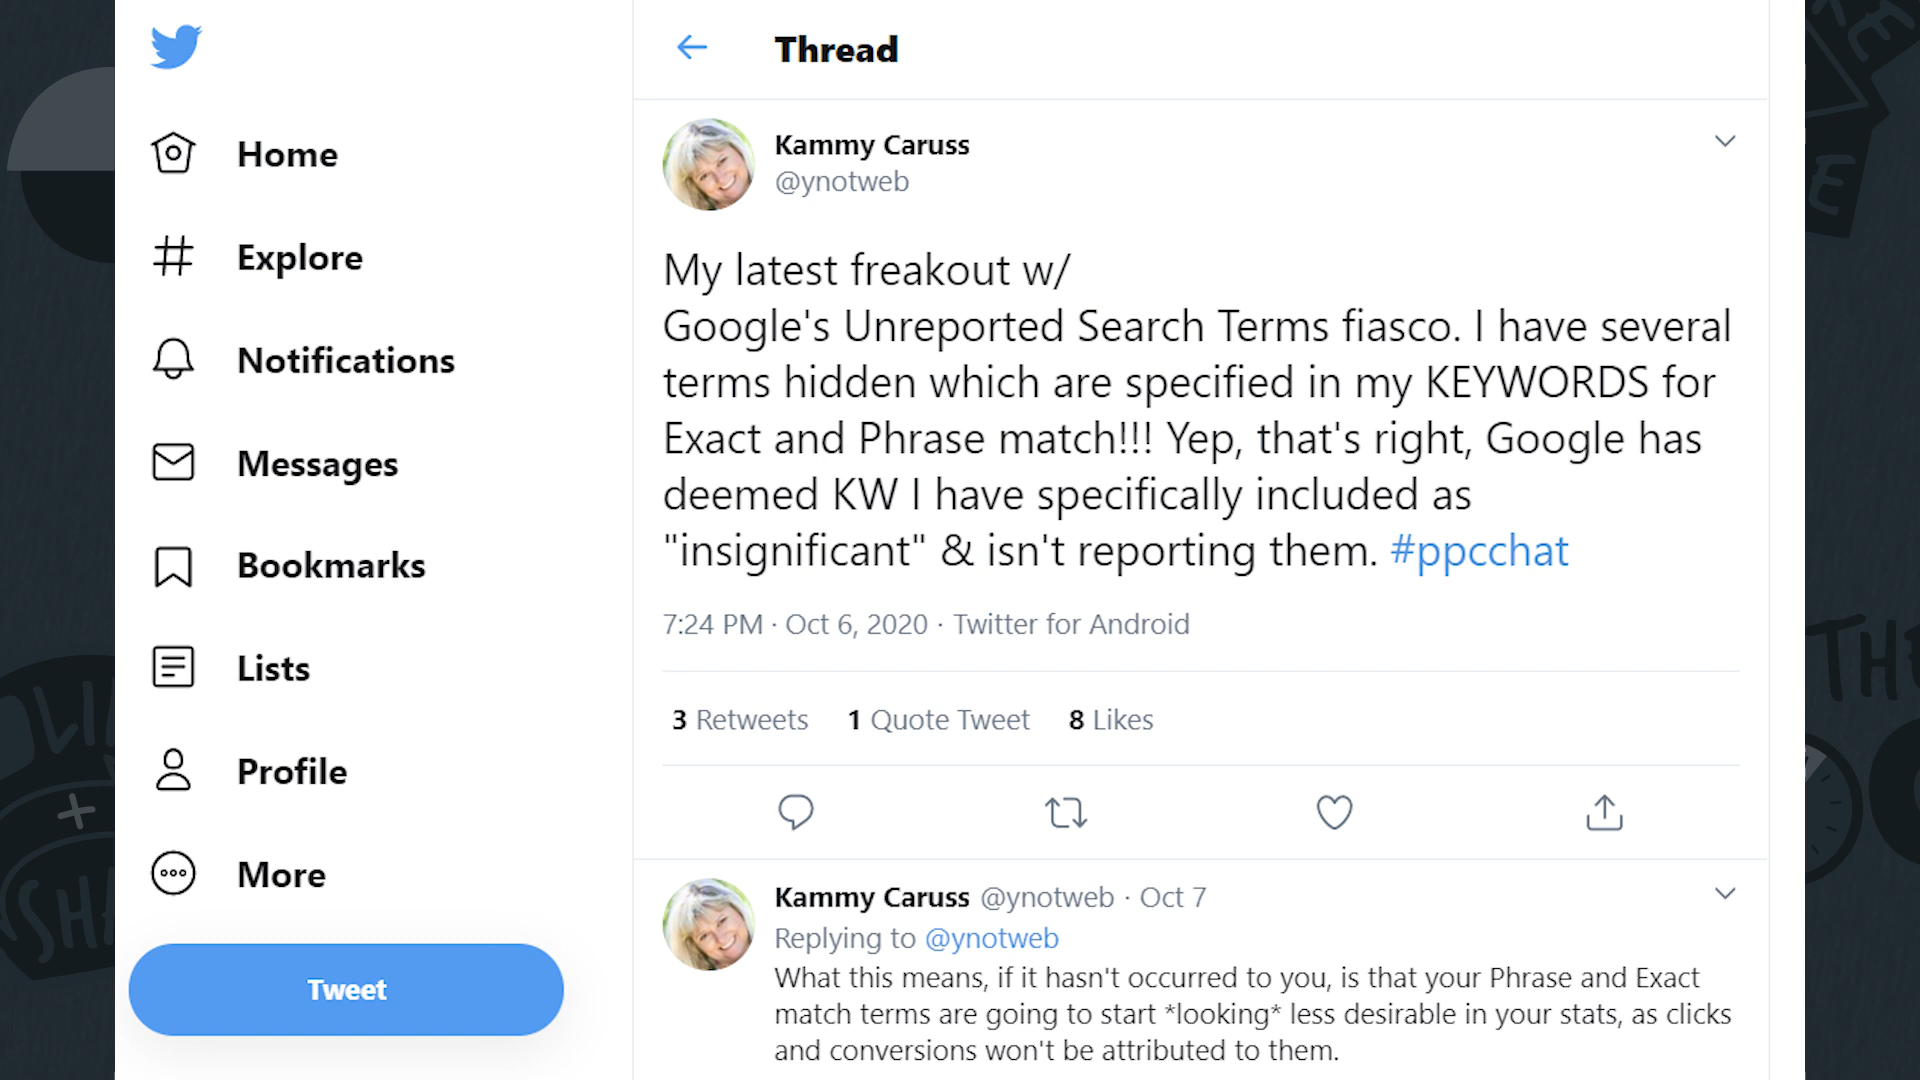 Home
Explore
Notifications
Messages
Bookmarks
Lists
Profile
More
Tweet
Thread
Kammy Caruss
@ynotweb
My latest freakout w/
Google's Unreported Search Terms fiasco. I have several
terms hidden which are specified in my KEYWORDS for
Exact and Phrase match!!! Yep, that's right, Google has
deemed KW I have specifically included as
"insignificant" & isn't reporting them. #ppcchat
7:24 PM · Oct 6, 2020 · Twitter for Android
3 Retweets 1 Quote Tweet 8 Likes
Kammy Caruss @ynotweb · Oct 7
Replying to @ynotweb
What this means, if it hasn't occurred to you, is that your Phrase and Exact
match terms are going to start *looking* less desirable in your stats, as clicks
and conversions won't be attributed to them.